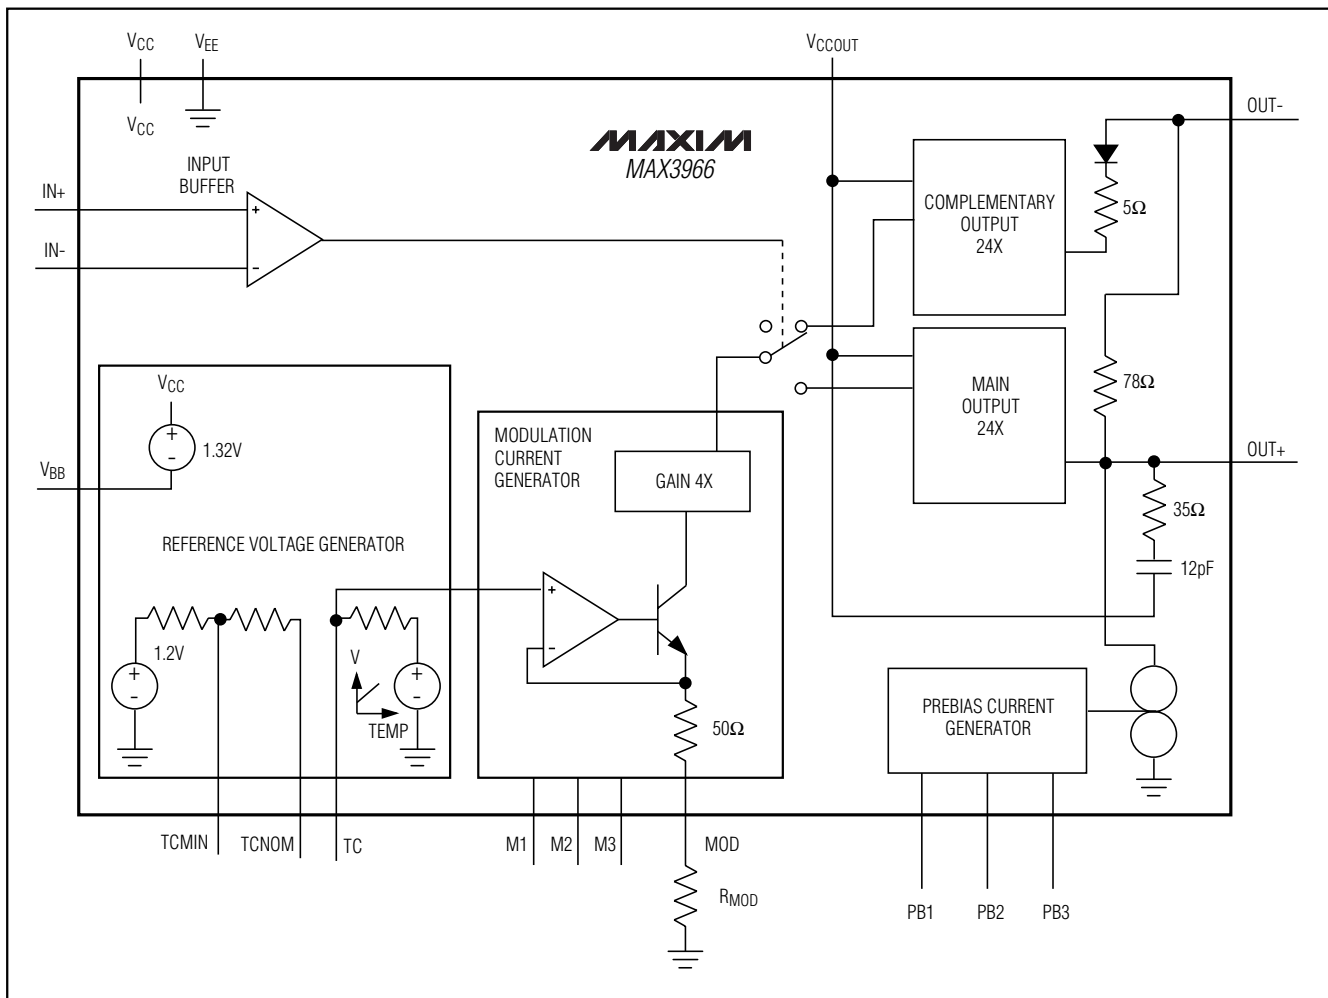 VCC
VEE
VCCOUT
VCC
OUT-
MAXIM
MAX3966
INPUT
BUFFER
IN+
+
IN-
-
COMPLEMENTARY
OUTPUT
24X
5Ω
MAIN
OUTPUT
24X
78Ω
OUT+
35Ω
12pF
VCC
+
-
1.32V
VBB
REFERENCE VOLTAGE GENERATOR
MODULATION
CURRENT
GENERATOR
GAIN 4X
+
-
50Ω
1.2V
+
-
V
TEMP
+
-
PREBIAS CURRENT
GENERATOR
TCMIN
TCNOM
TC
M1
M2
M3
MOD
RMOD
PB1
PB2
PB3